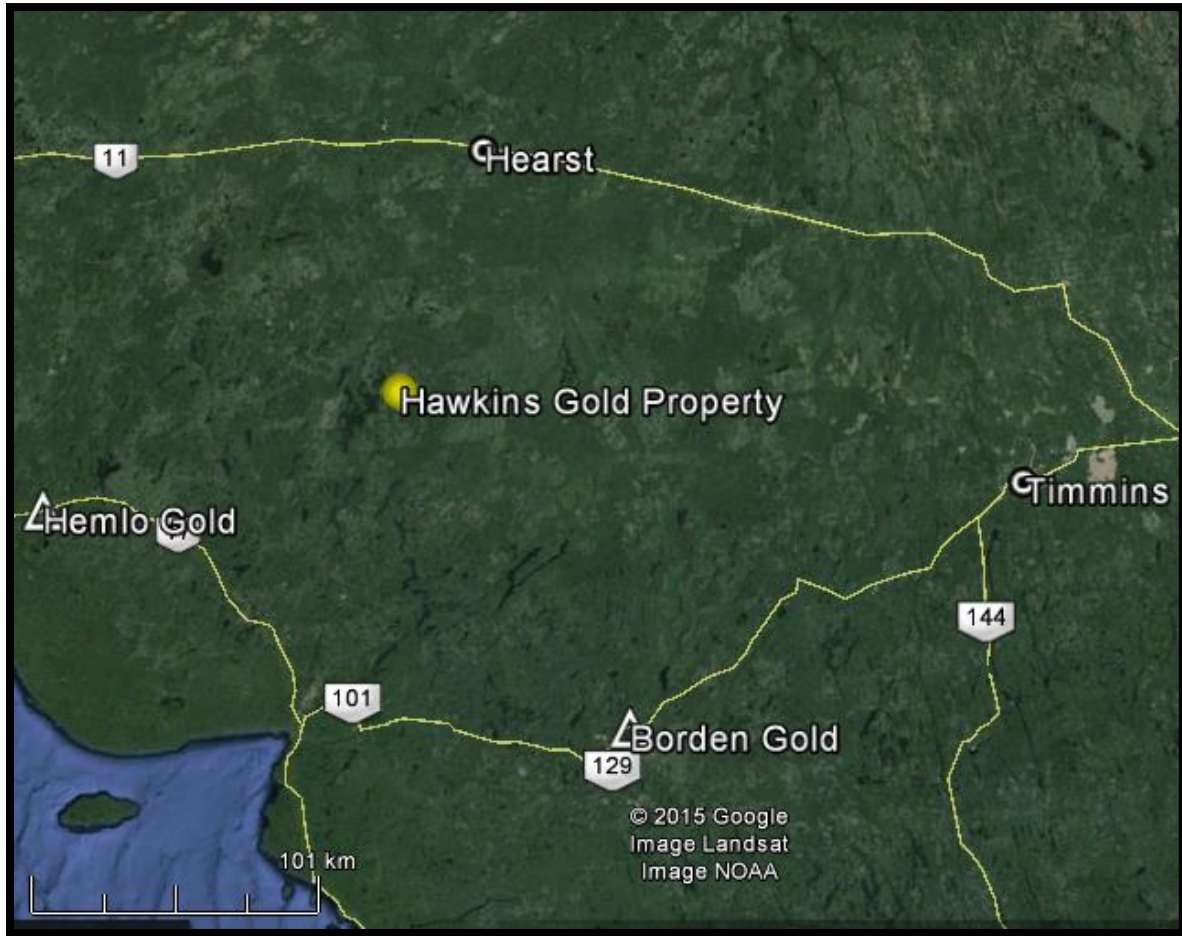 11
Hearst
Hawkins Gold Property
Timmins
Hemlo Gold
144
101
Borden Gold
129
© 2015 Google
Image Landsat
Image NOAA
101 km